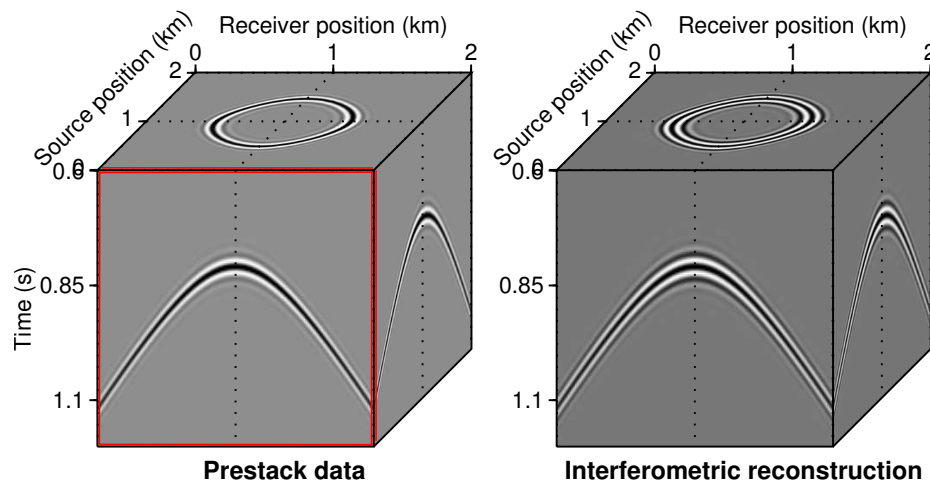 Receiver position (km)
0 1 2
Source position (km)
2
1
0.6
0.85
1.1
Time (s)
Prestack data
Receiver position (km)
0 1 2
Source position (km)
2
1
0.6
0.85
1.1
Interferometric reconstruction